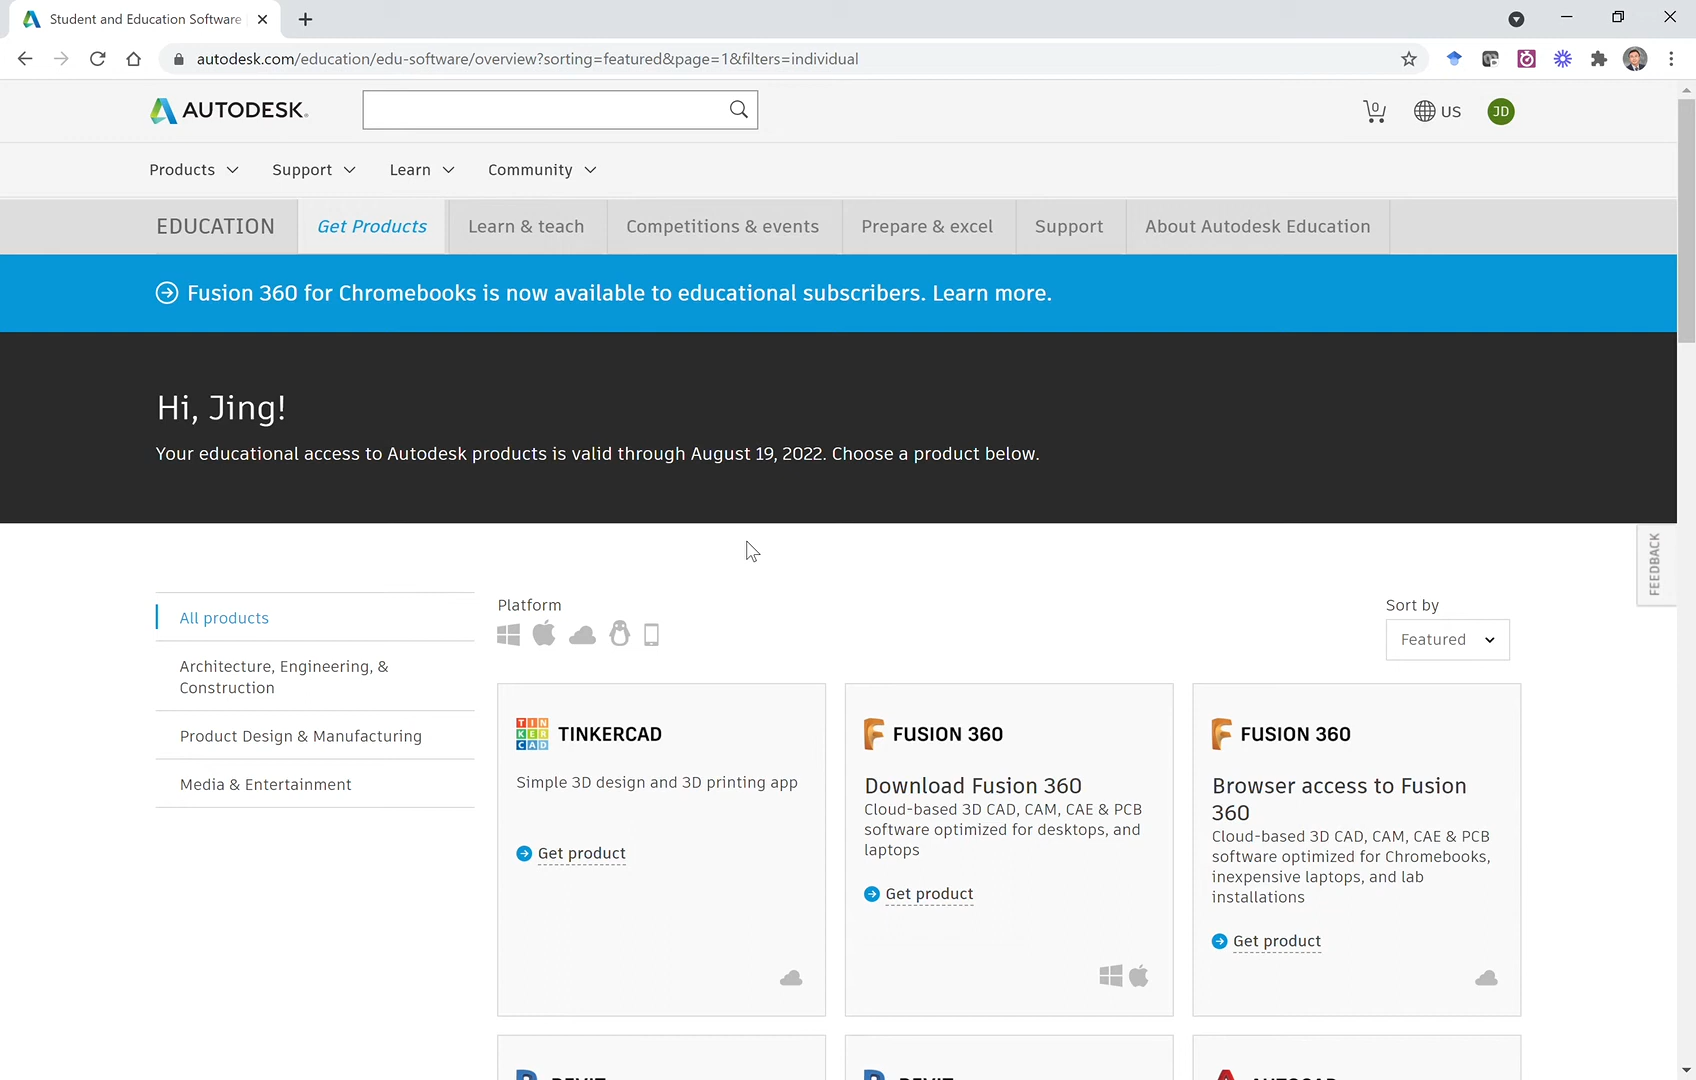 Student and Education Software
autodesk.com/education/edu-software/overview?sorting=featured&page=1&filters=individual
AUTODESK.
0
US
JD
Products
Support
Learn
Community
EDUCATION
Get Products
Learn & teach
Competitions & events
Prepare & excel
Support
About Autodesk Education
Fusion 360 for Chromebooks is now available to educational subscribers. Learn more.
Hi, Jing!
Your educational access to Autodesk products is valid through August 19, 2022. Choose a product below.
FEEDBACK
All products
Architecture, Engineering, &
Construction
Product Design & Manufacturing
Media & Entertainment
Platform
Sort by
Featured
TIN
KER
CAD
TINKERCAD
Simple 3D design and 3D printing app
Get product
FUSION 360
Download Fusion 360
Cloud-based 3D CAD, CAM, CAE & PCB
software optimized for desktops, and
laptops
Get product
FUSION 360
Browser access to Fusion
360
Cloud-based 3D CAD, CAM, CAE & PCB
software optimized for Chromebooks,
inexpensive laptops, and lab
installations
Get product
REVIT
REVIT
AUTOCAD